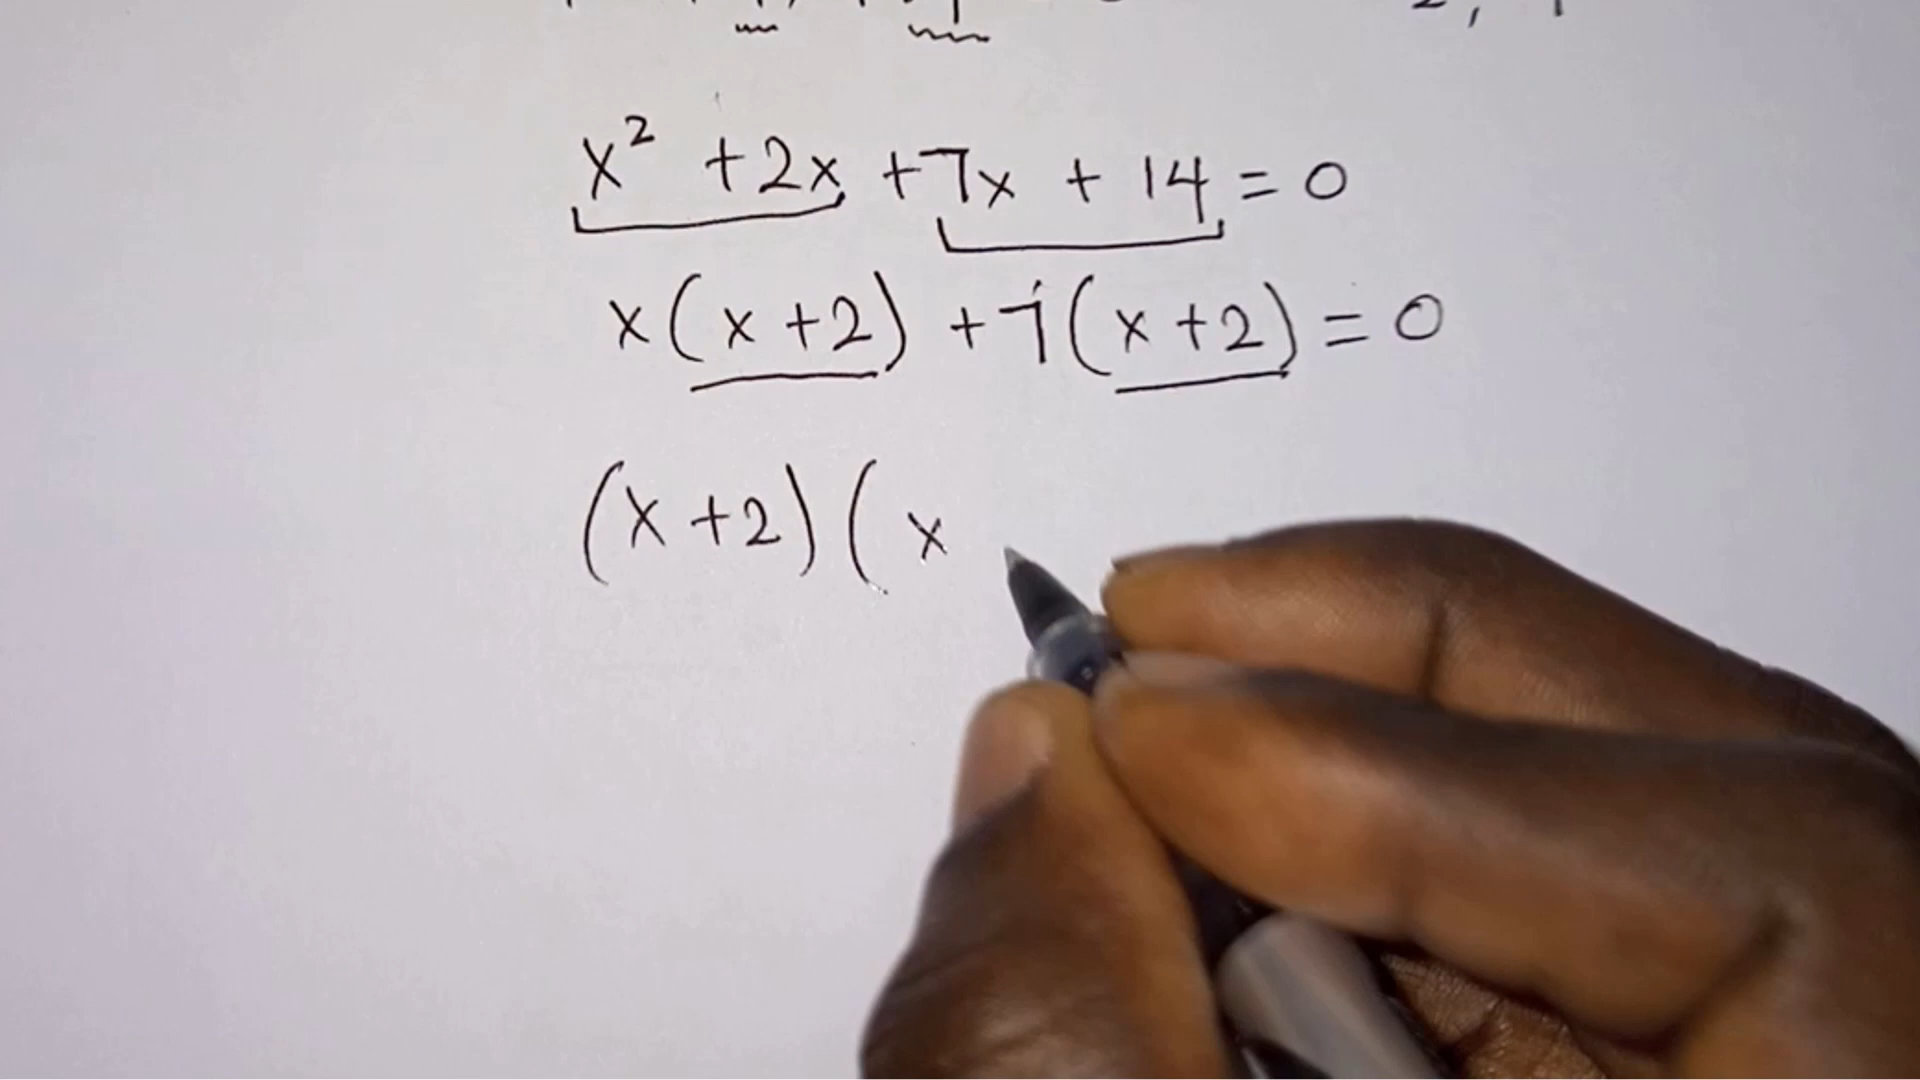 x² +2x +7x + 14 = 0
x(x+2) +7(x+2) = 0
(x+2)(x